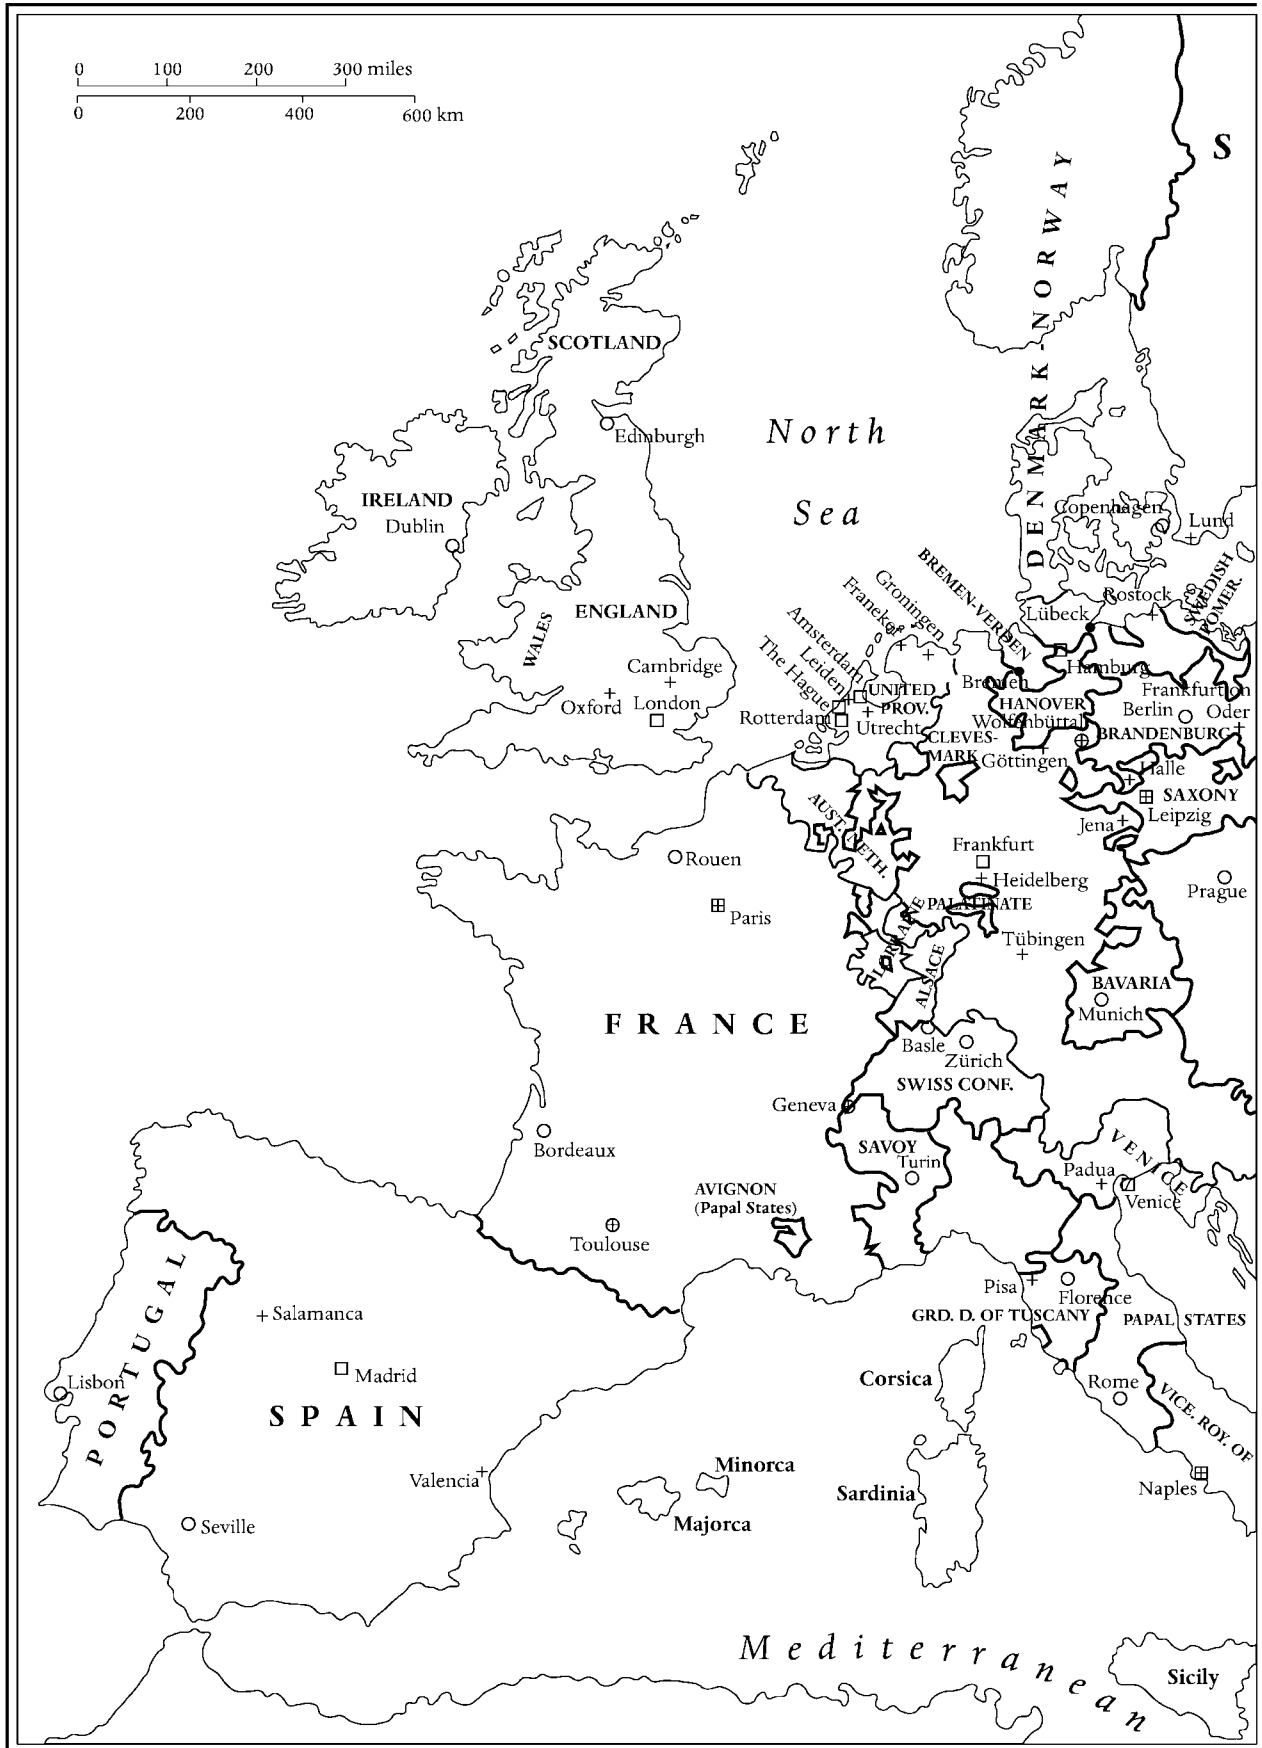 0 100 200 300 miles
0 200 400 600 km
S
DENMARK-NORWAY
SCOTLAND
Edinburgh
North
Sea
IRELAND
Dublin
Copenhagen
Lund
BREMEN-VERDEN
SWEDISH
POMER.
Rostock
Lübeck
Groningen
Franeker
ENGLAND
WALES
Amsterdam
Leiden
The Hague
Cambridge
Hamburg
Bremen
UNITED
PROV.
Oxford
London
Rotterdam
Utrecht
HANOVER
Wolfenbüttal
Frankfurt on
Oder
Berlin
BRANDENBURG
CLEVES-
MARK
Göttingen
Halle
SAXONY
Leipzig
Jena
AUST. NETH.
Frankfurt
Heidelberg
Rouen
Prague
PALATINATE
Paris
LORRAINE
Tübingen
ALSACE
BAVARIA
Munich
FRANCE
Basle
Zürich
SWISS CONF.
Geneva
Bordeaux
SAVOY
Turin
VENICE
Padua
Venice
AVIGNON
(Papal States)
Toulouse
Pisa
Florence
GRD. D. OF TUSCANY
PAPAL STATES
PORTUGAL
Salamanca
Madrid
Lisbon
SPAIN
Corsica
Rome
VICE. ROY. OF
Valencia
Minorca
Majorca
Sardinia
Naples
Seville
Mediterranean
Sicily